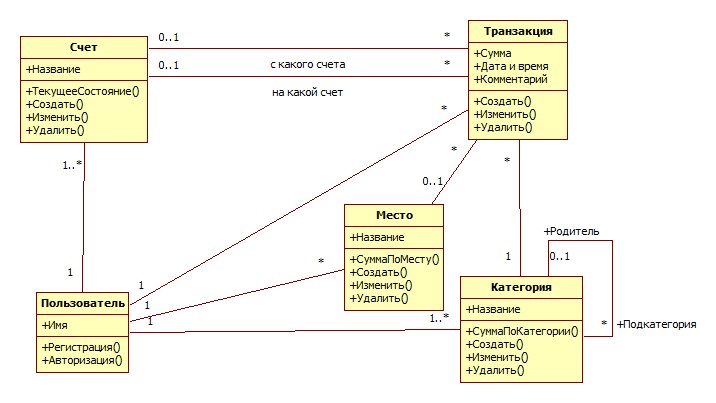 Счет
+Название
+ТекущееСостояние()
+Создать()
+Изменить()
+Удалить()
0..1
*
с какого счета
0..1
*
на какой счет
Транзакция
+Сумма
+Дата и время
+Комментарий
+Создать()
+Изменить()
+Удалить()
1..*
1
*
1
*
0..1
*
1
Место
+Название
+СуммаПоМесту()
+Создать()
+Изменить()
+Удалить()
*
1
+Родитель
0..1
*
+Подкатегория
Пользователь
+Имя
+Регистрация()
+Авторизация()
1
1..*
Категория
+Название
+СуммаПоКатегории()
+Создать()
+Изменить()
+Удалить()